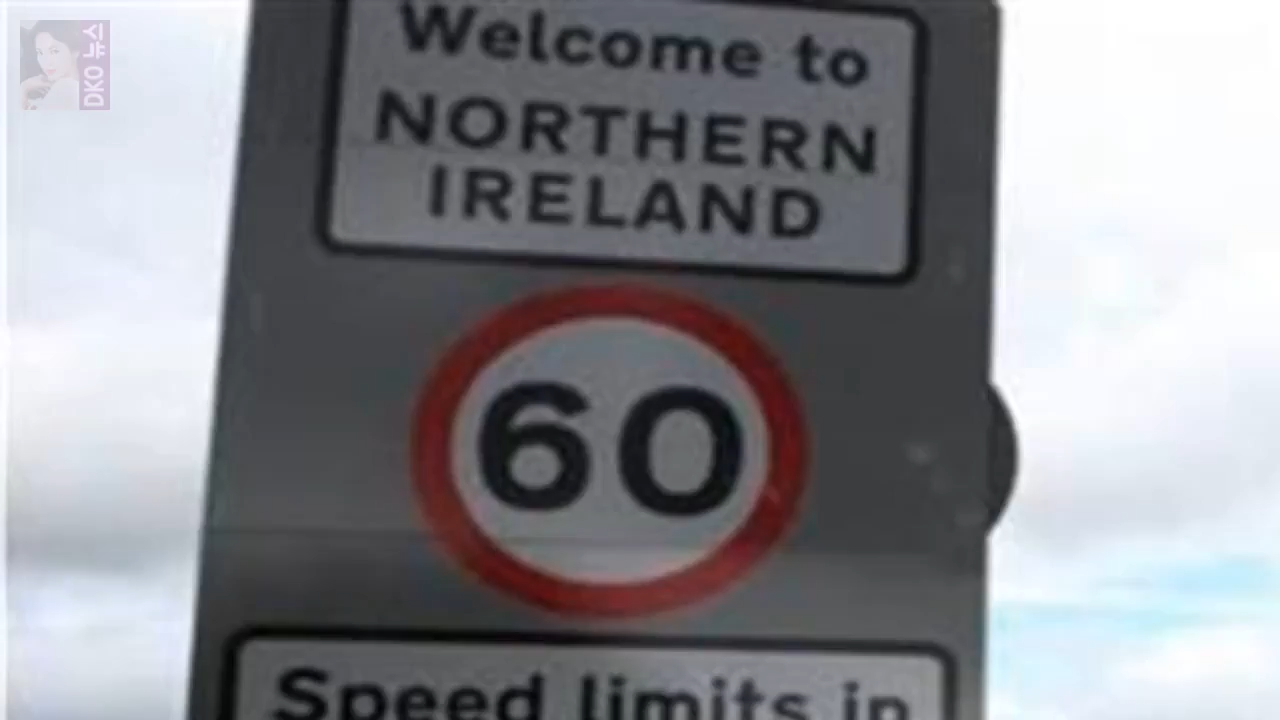 DKO 뉴스
Welcome to
NORTHERN
IRELAND
60
Speed limits in